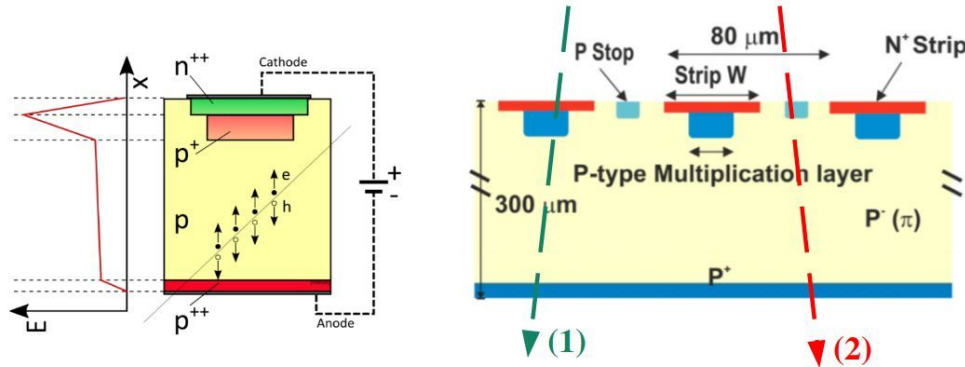 X
E
n⁺⁺
p⁺
p
p⁺⁺
Cathode
e
h
+
-
Anode
80 μm
P Stop
N⁺ Strip
Strip W
P-type Multiplication layer
300 μm
P⁻ (π)
P⁺
(1)
(2)